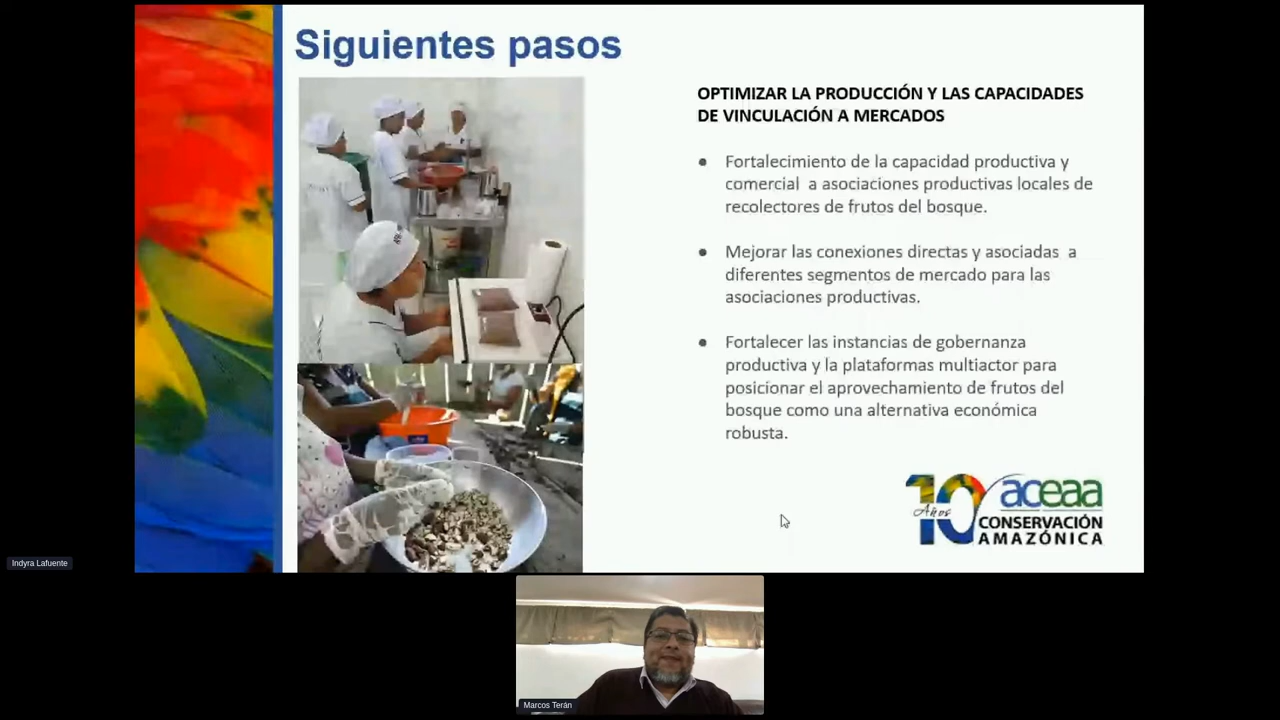 Siguientes pasos
OPTIMIZAR LA PRODUCCIÓN Y LAS CAPACIDADES
DE VINCULACIÓN A MERCADOS
● Fortalecimiento de la capacidad productiva y
comercial a asociaciones productivas locales de
recolectores de frutos del bosque.
● Mejorar las conexiones directas y asociadas a
diferentes segmentos de mercado para las
asociaciones productivas.
● Fortalecer las instancias de gobernanza
productiva y la plataformas multiactor para
posicionar el aprovechamiento de frutos del
bosque como una alternativa económica
robusta.
10 Años aceaa
CONSERVACIÓN
AMAZÓNICA
Indyra Lafuente
Marcos Terán